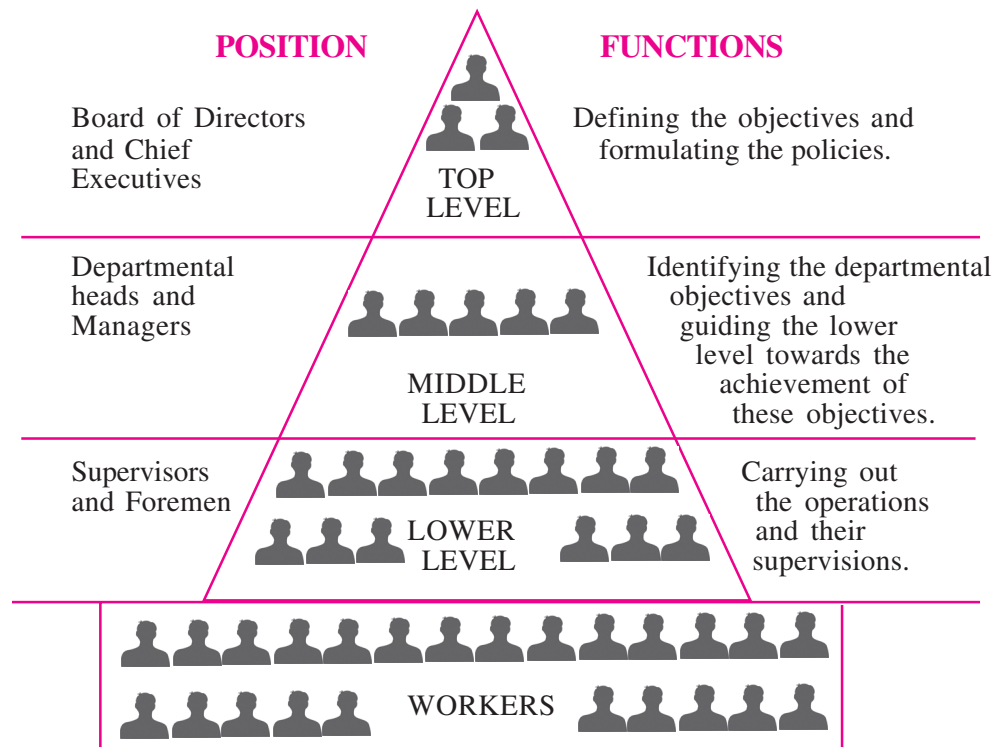 POSITION
FUNCTIONS
Board of Directors
and Chief
Executives
TOP
LEVEL
Defining the objectives and
formulating the policies.
Departmental
heads and
Managers
MIDDLE
LEVEL
Identifying the departmental
objectives and
guiding the lower
level towards the
achievement of
these objectives.
Supervisors
and Foremen
LOWER
LEVEL
Carrying out
the operations
and their
supervisions.
WORKERS